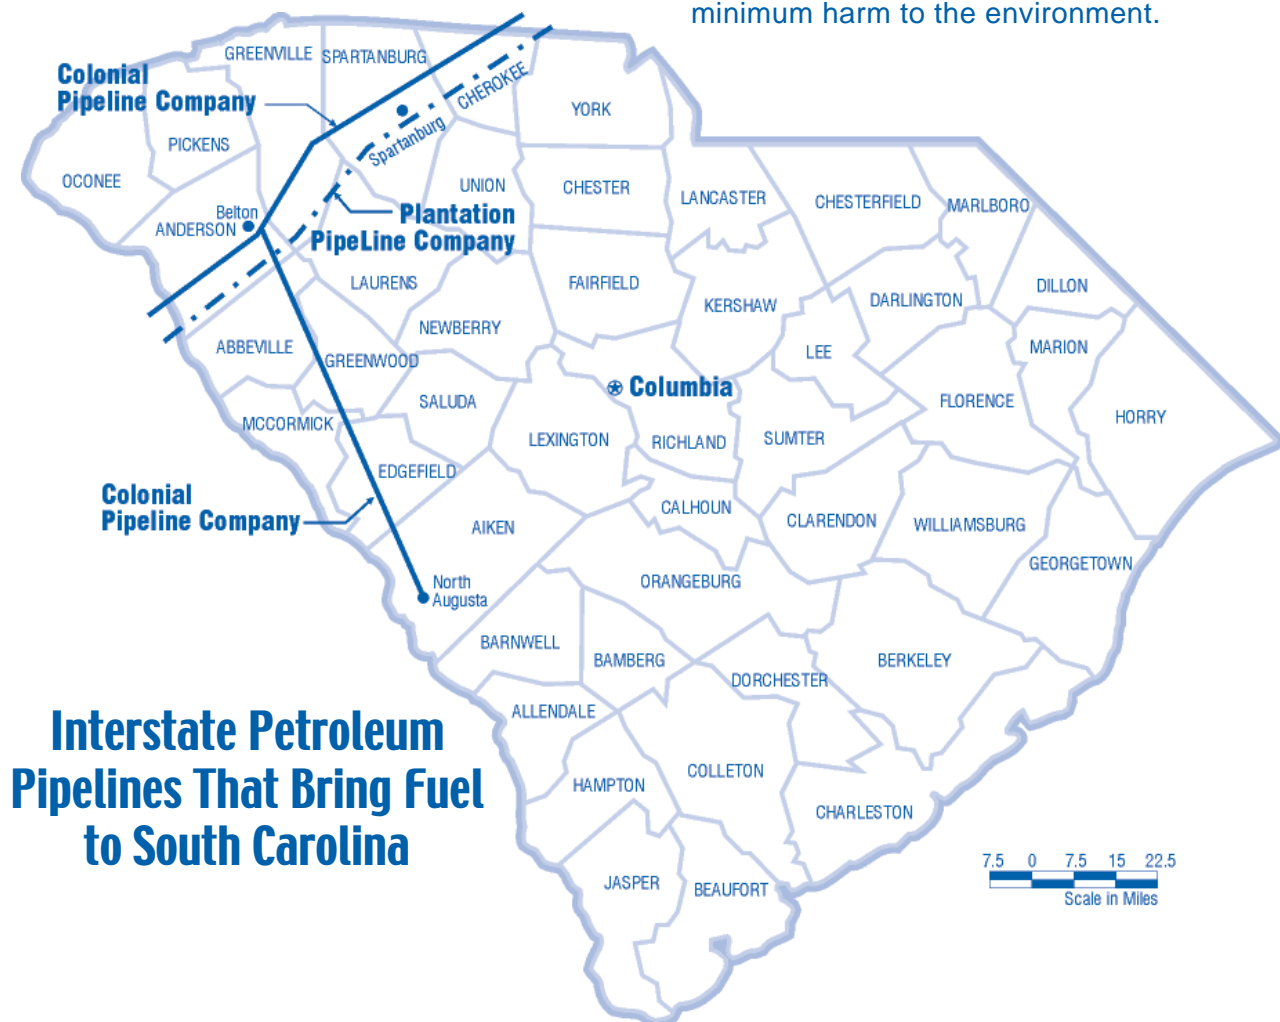 minimum harm to the environment.
GREENVILLE
SPARTANBURG
Colonial
Pipeline Company
CHEROKEE
YORK
PICKENS
Spartanburg
OCONEE
UNION
CHESTER
LANCASTER
CHESTERFIELD
MARLBORO
Belton
ANDERSON
Plantation
PipeLine Company
LAURENS
FAIRFIELD
KERSHAW
DARLINGTON
DILLON
NEWBERRY
ABBEVILLE
GREENWOOD
LEE
MARION
Columbia
SALUDA
FLORENCE
HORRY
MCCORMICK
LEXINGTON
RICHLAND
SUMTER
EDGEFIELD
Colonial
Pipeline Company
CALHOUN
CLARENDON
WILLIAMSBURG
AIKEN
GEORGETOWN
North
Augusta
ORANGEBURG
BARNWELL
BAMBERG
BERKELEY
DORCHESTER
ALLENDALE
Interstate Petroleum
Pipelines That Bring Fuel
to South Carolina
HAMPTON
COLLETON
CHARLESTON
JASPER
BEAUFORT
7.5 0 7.5 15 22.5
Scale in Miles